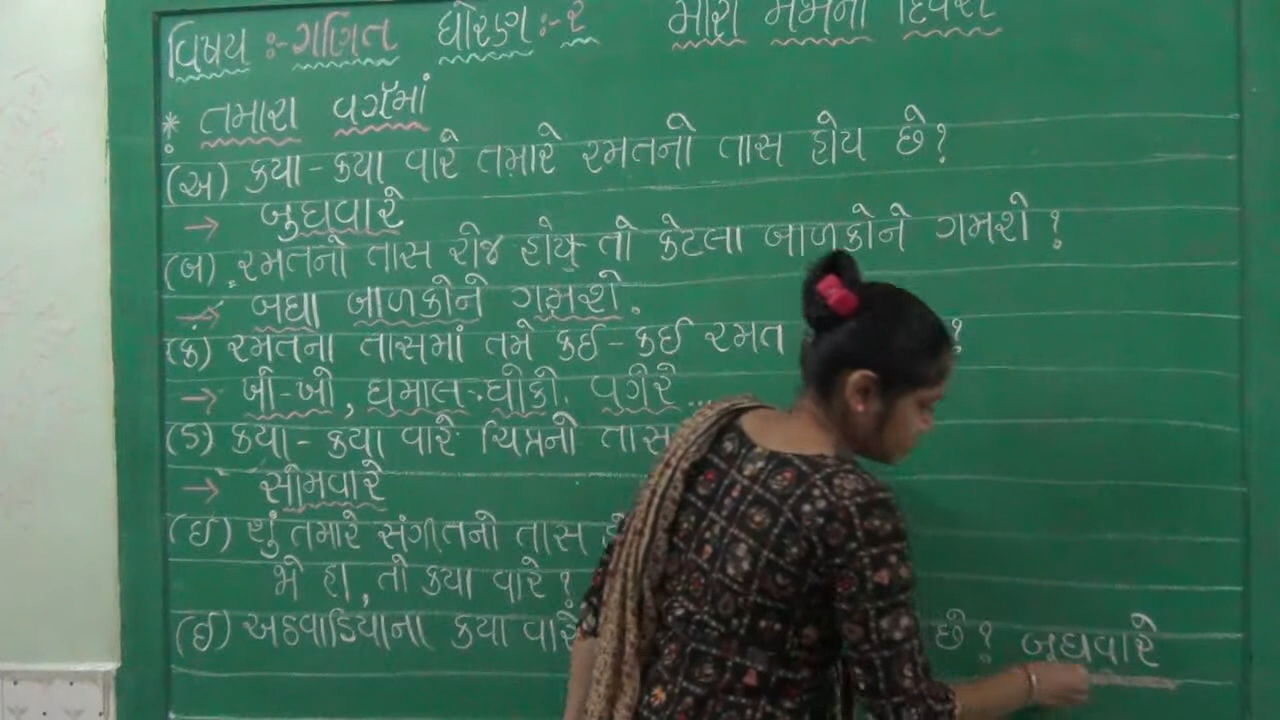 વિષય :- ગણિત ધોરણ :- ૨ મારા મજાના દિવસો
* તમારા વર્ગમાં
(અ) કયા - કયા વારે તમારે રમતનો તાસ હોય છે?
→ બુધવારે
(બ) રમતનો તાસ રોજ હોય તો કેટલા બાળકોને ગમશે ?
→ બધા બાળકોને ગમશે.
(ક) રમતના તાસમાં તમે કઈ - કઈ રમત ?
→ ખો-ખો, ધમાલ-ધોકો. વગેરે ...
(ડ) કયા - કયા વારે ચિત્રનો તાસ
→ સોમવારે
(ઈ) શું તમારે સંગીતનો તાસ
જો હા, તો કયા વારે ?
(ઈ) અઠવાડિયાના કયા વારે છે ? બુધવારે